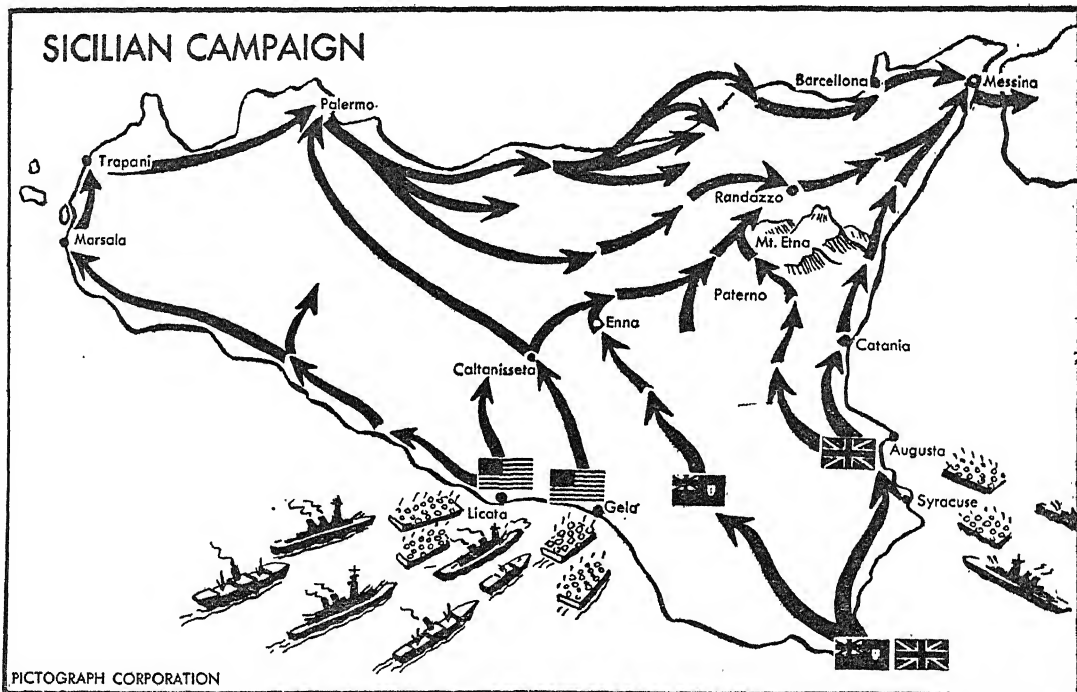 SICILIAN CAMPAIGN
Palermo
Barcellona
Messina
Trapani
Randazzo
Marsala
Mt. Etna
Paterno
Enna
Catania
Caltanissetta
Augusta
Licata
Gela
Syracuse
PICTOGRAPH CORPORATION